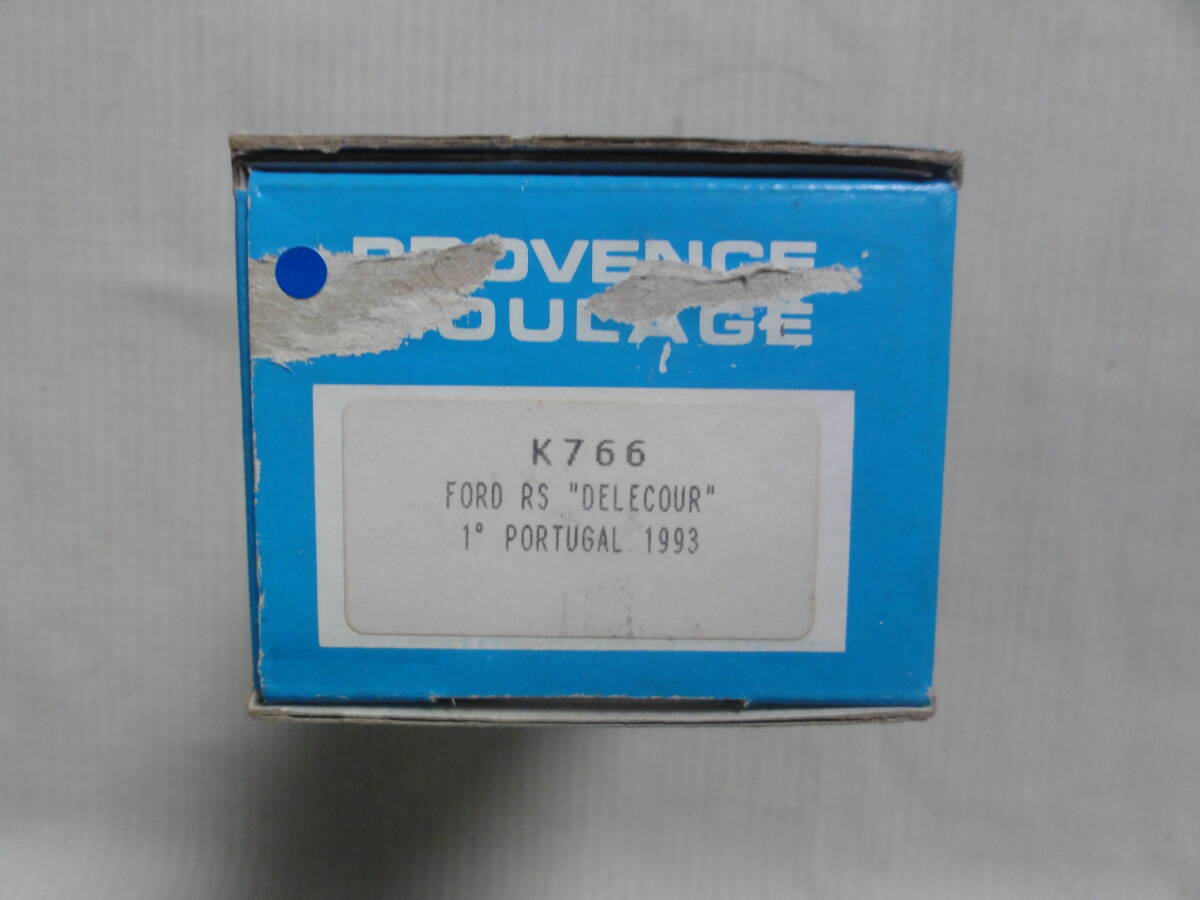 PROVENCE
MOULAGE
K766
FORD RS "DELECOUR"
1° PORTUGAL 1993